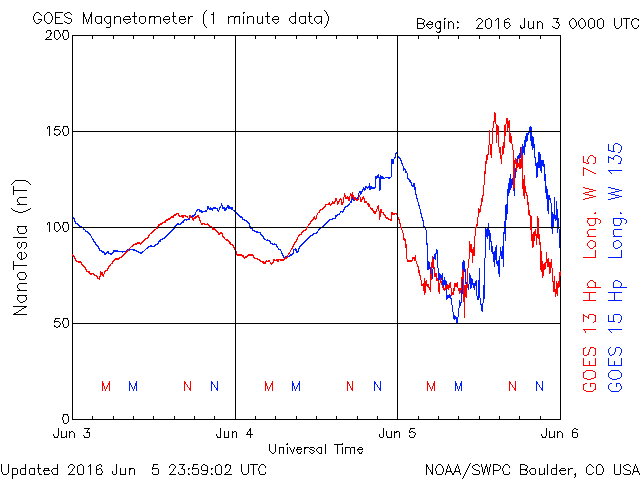 GOES Magnetometer (1 minute data)
Begin: 2016 Jun 3 0000 UTC
200
150
100
50
0
NanoTesla (nT)
M M N N M M N N M M N N
Jun 3 Jun 4 Jun 5 Jun 6
Universal Time
GOES 13 Hp Long. W 75
GOES 15 Hp Long. W 135
Updated 2016 Jun 5 23:59:02 UTC
NOAA/SWPC Boulder, CO USA